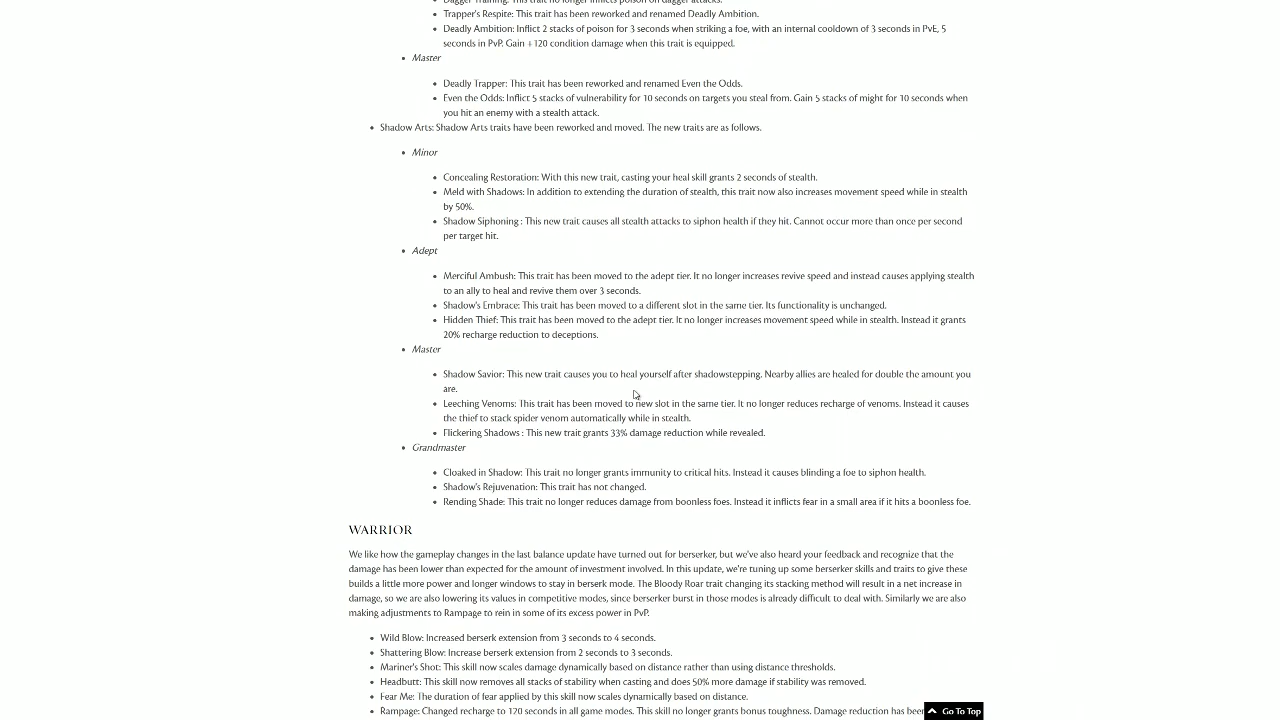 Dagger Training: This trait no longer inflicts poison on dagger attacks.
Trapper's Respite: This trait has been reworked and renamed Deadly Ambition.
Deadly Ambition: Inflict 2 stacks of poison for 3 seconds when striking a foe, with an internal cooldown of 3 seconds in PvE, 5
seconds in PvP. Gain +120 condition damage when this trait is equipped.
Master
Deadly Trapper: This trait has been reworked and renamed Even the Odds.
Even the Odds: Inflict 5 stacks of vulnerability for 10 seconds on targets you steal from. Gain 5 stacks of might for 10 seconds when
you hit an enemy with a stealth attack.
Shadow Arts: Shadow Arts traits have been reworked and moved. The new traits are as follows.
Minor
Concealing Restoration: With this new trait, casting your heal skill grants 2 seconds of stealth.
Meld with Shadows: In addition to extending the duration of stealth, this trait now also increases movement speed while in stealth
by 50%.
Shadow Siphoning : This new trait causes all stealth attacks to siphon health if they hit. Cannot occur more than once per second
per target hit.
Adept
Merciful Ambush: This trait has been moved to the adept tier. It no longer increases revive speed and instead causes applying stealth
to an ally to heal and revive them over 3 seconds.
Shadow's Embrace: This trait has been moved to a different slot in the same tier. Its functionality is unchanged.
Hidden Thief: This trait has been moved to the adept tier. It no longer increases movement speed while in stealth. Instead it grants
20% recharge reduction to deceptions.
Master
Shadow Savior: This new trait causes you to heal yourself after shadowstepping. Nearby allies are healed for double the amount you
are.
Leeching Venoms: This trait has been moved to new slot in the same tier. It no longer reduces recharge of venoms. Instead it causes
the thief to stack spider venom automatically while in stealth.
Flickering Shadows : This new trait grants 33% damage reduction while revealed.
Grandmaster
Cloaked in Shadow: This trait no longer grants immunity to critical hits. Instead it causes blinding a foe to siphon health.
Shadow's Rejuvenation: This trait has not changed.
Rending Shade: This trait no longer reduces damage from boonless foes. Instead it inflicts fear in a small area if it hits a boonless foe.
WARRIOR
We like how the gameplay changes in the last balance update have turned out for berserker, but we've also heard your feedback and recognize that the
damage has been lower than expected for the amount of investment involved. In this update, we're tuning up some berserker skills and traits to give these
builds a little more power and longer windows to stay in berserk mode. The Bloody Roar trait changing its stacking method will result in a net increase in
damage, so we are also lowering its values in competitive modes, since berserker burst in those modes is already difficult to deal with. Similarly we are also
making adjustments to Rampage to rein in some of its excess power in PvP.
Wild Blow: Increased berserk extension from 3 seconds to 4 seconds.
Shattering Blow: Increase berserk extension from 2 seconds to 3 seconds.
Mariner's Shot: This skill now scales damage dynamically based on distance rather than using distance thresholds.
Headbutt: This skill now removes all stacks of stability when casting and does 50% more damage if stability was removed.
Fear Me: The duration of fear applied by this skill now scales dynamically based on distance.
Rampage: Changed recharge to 120 seconds in all game modes. This skill no longer grants bonus toughness. Damage reduction has been
Go To Top